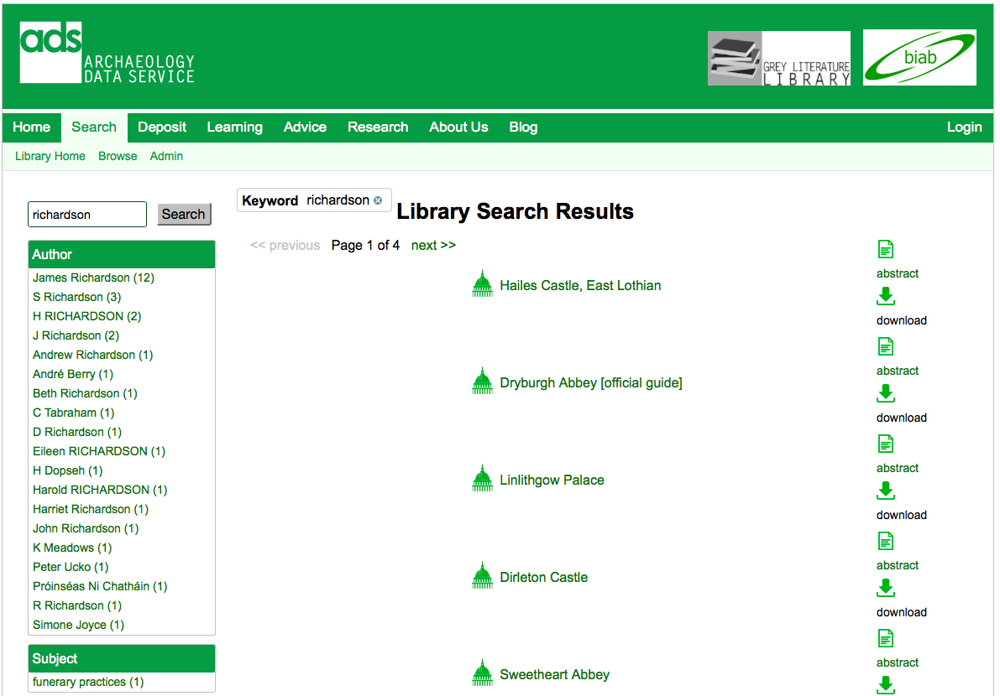 ads
ARCHAEOLOGY
DATA SERVICE
GREY LITERATURE
LIBRARY
biab
Home Search Deposit Learning Advice Research About Us Blog Login
Library Home Browse Admin
richardson Search
Author
James Richardson (12)
S Richardson (3)
H RICHARDSON (2)
J Richardson (2)
Andrew Richardson (1)
André Berry (1)
Beth Richardson (1)
C Tabraham (1)
D Richardson (1)
Eileen RICHARDSON (1)
H Dopseh (1)
Harold RICHARDSON (1)
Harriet Richardson (1)
John Richardson (1)
K Meadows (1)
Peter Ucko (1)
Próinséas Ni Chatháin (1)
R Richardson (1)
Simone Joyce (1)
Subject
funerary practices (1)
Keyword richardson
Library Search Results
<< previous Page 1 of 4 next >>
Hailes Castle, East Lothian
abstract
download
Dryburgh Abbey [official guide]
abstract
download
Linlithgow Palace
abstract
download
Dirleton Castle
abstract
download
Sweetheart Abbey
abstract